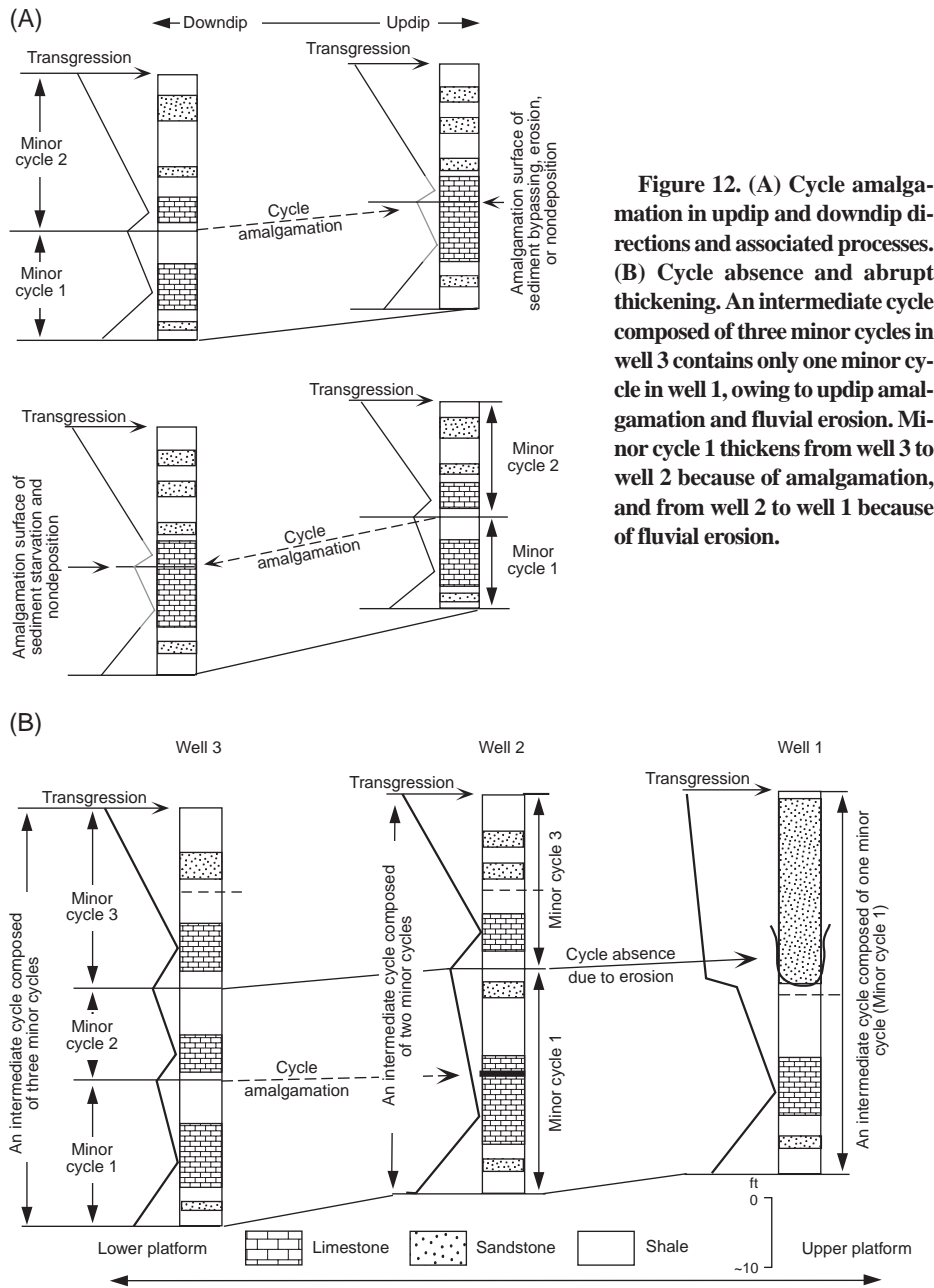 (A)
Downdip Updip
Transgression
Minor
cycle 2
Minor
cycle 1
Cycle
amalgamation
Transgression
Amalgamation surface of
sediment bypassing, erosion,
or nondeposition
Transgression
Amalgamation surface of
sediment starvation and
nondeposition
Cycle
amalgamation
Transgression
Minor
cycle 2
Minor
cycle 1
Figure 12. (A) Cycle amalga-
mation in updip and downdip di-
rections and associated processes.
(B) Cycle absence and abrupt
thickening. An intermediate cycle
composed of three minor cycles in
well 3 contains only one minor cy-
cle in well 1, owing to updip amal-
gamation and fluvial erosion. Mi-
nor cycle 1 thickens from well 3 to
well 2 because of amalgamation,
and from well 2 to well 1 because
of fluvial erosion.
(B)
Well 3 Well 2 Well 1
Transgression
An intermediate cycle composed
of three minor cycles
Minor
cycle 3
Minor
cycle 2
Minor
cycle 1
Cycle
amalgamation
Transgression
An intermediate cycle composed
of two minor cycles
Minor cycle 3
Minor cycle 1
Cycle absence
due to erosion
Transgression
An intermediate cycle composed of one minor
cycle (Minor cycle 1)
ft
0
~10
Lower platform Limestone Sandstone Shale Upper platform